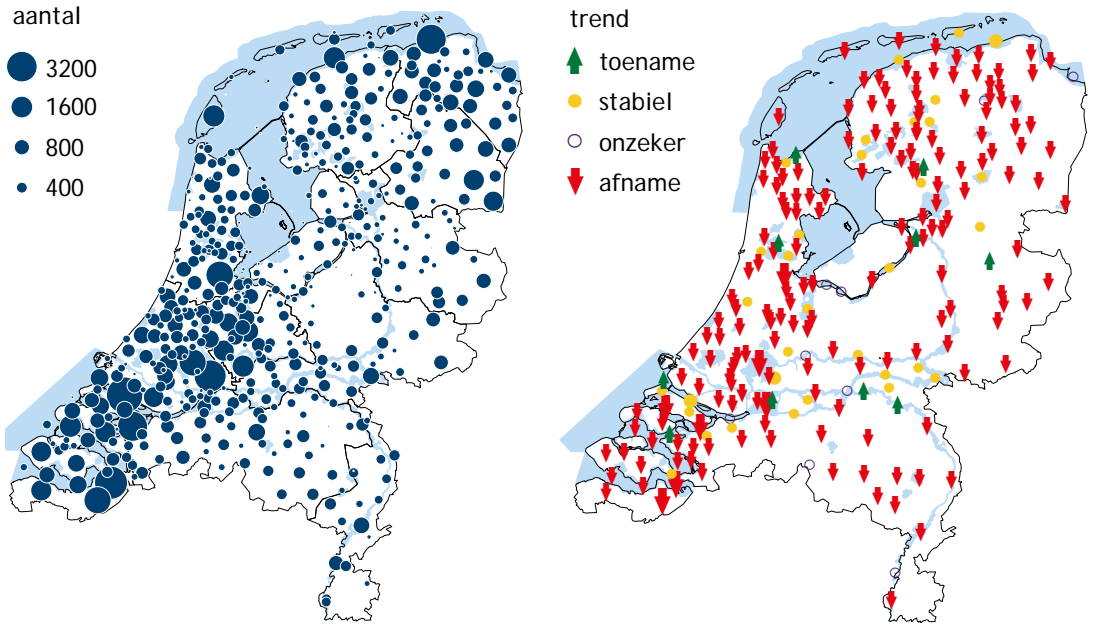 aantal
3200
1600
800
400
trend
toename
stabiel
onzeker
afname